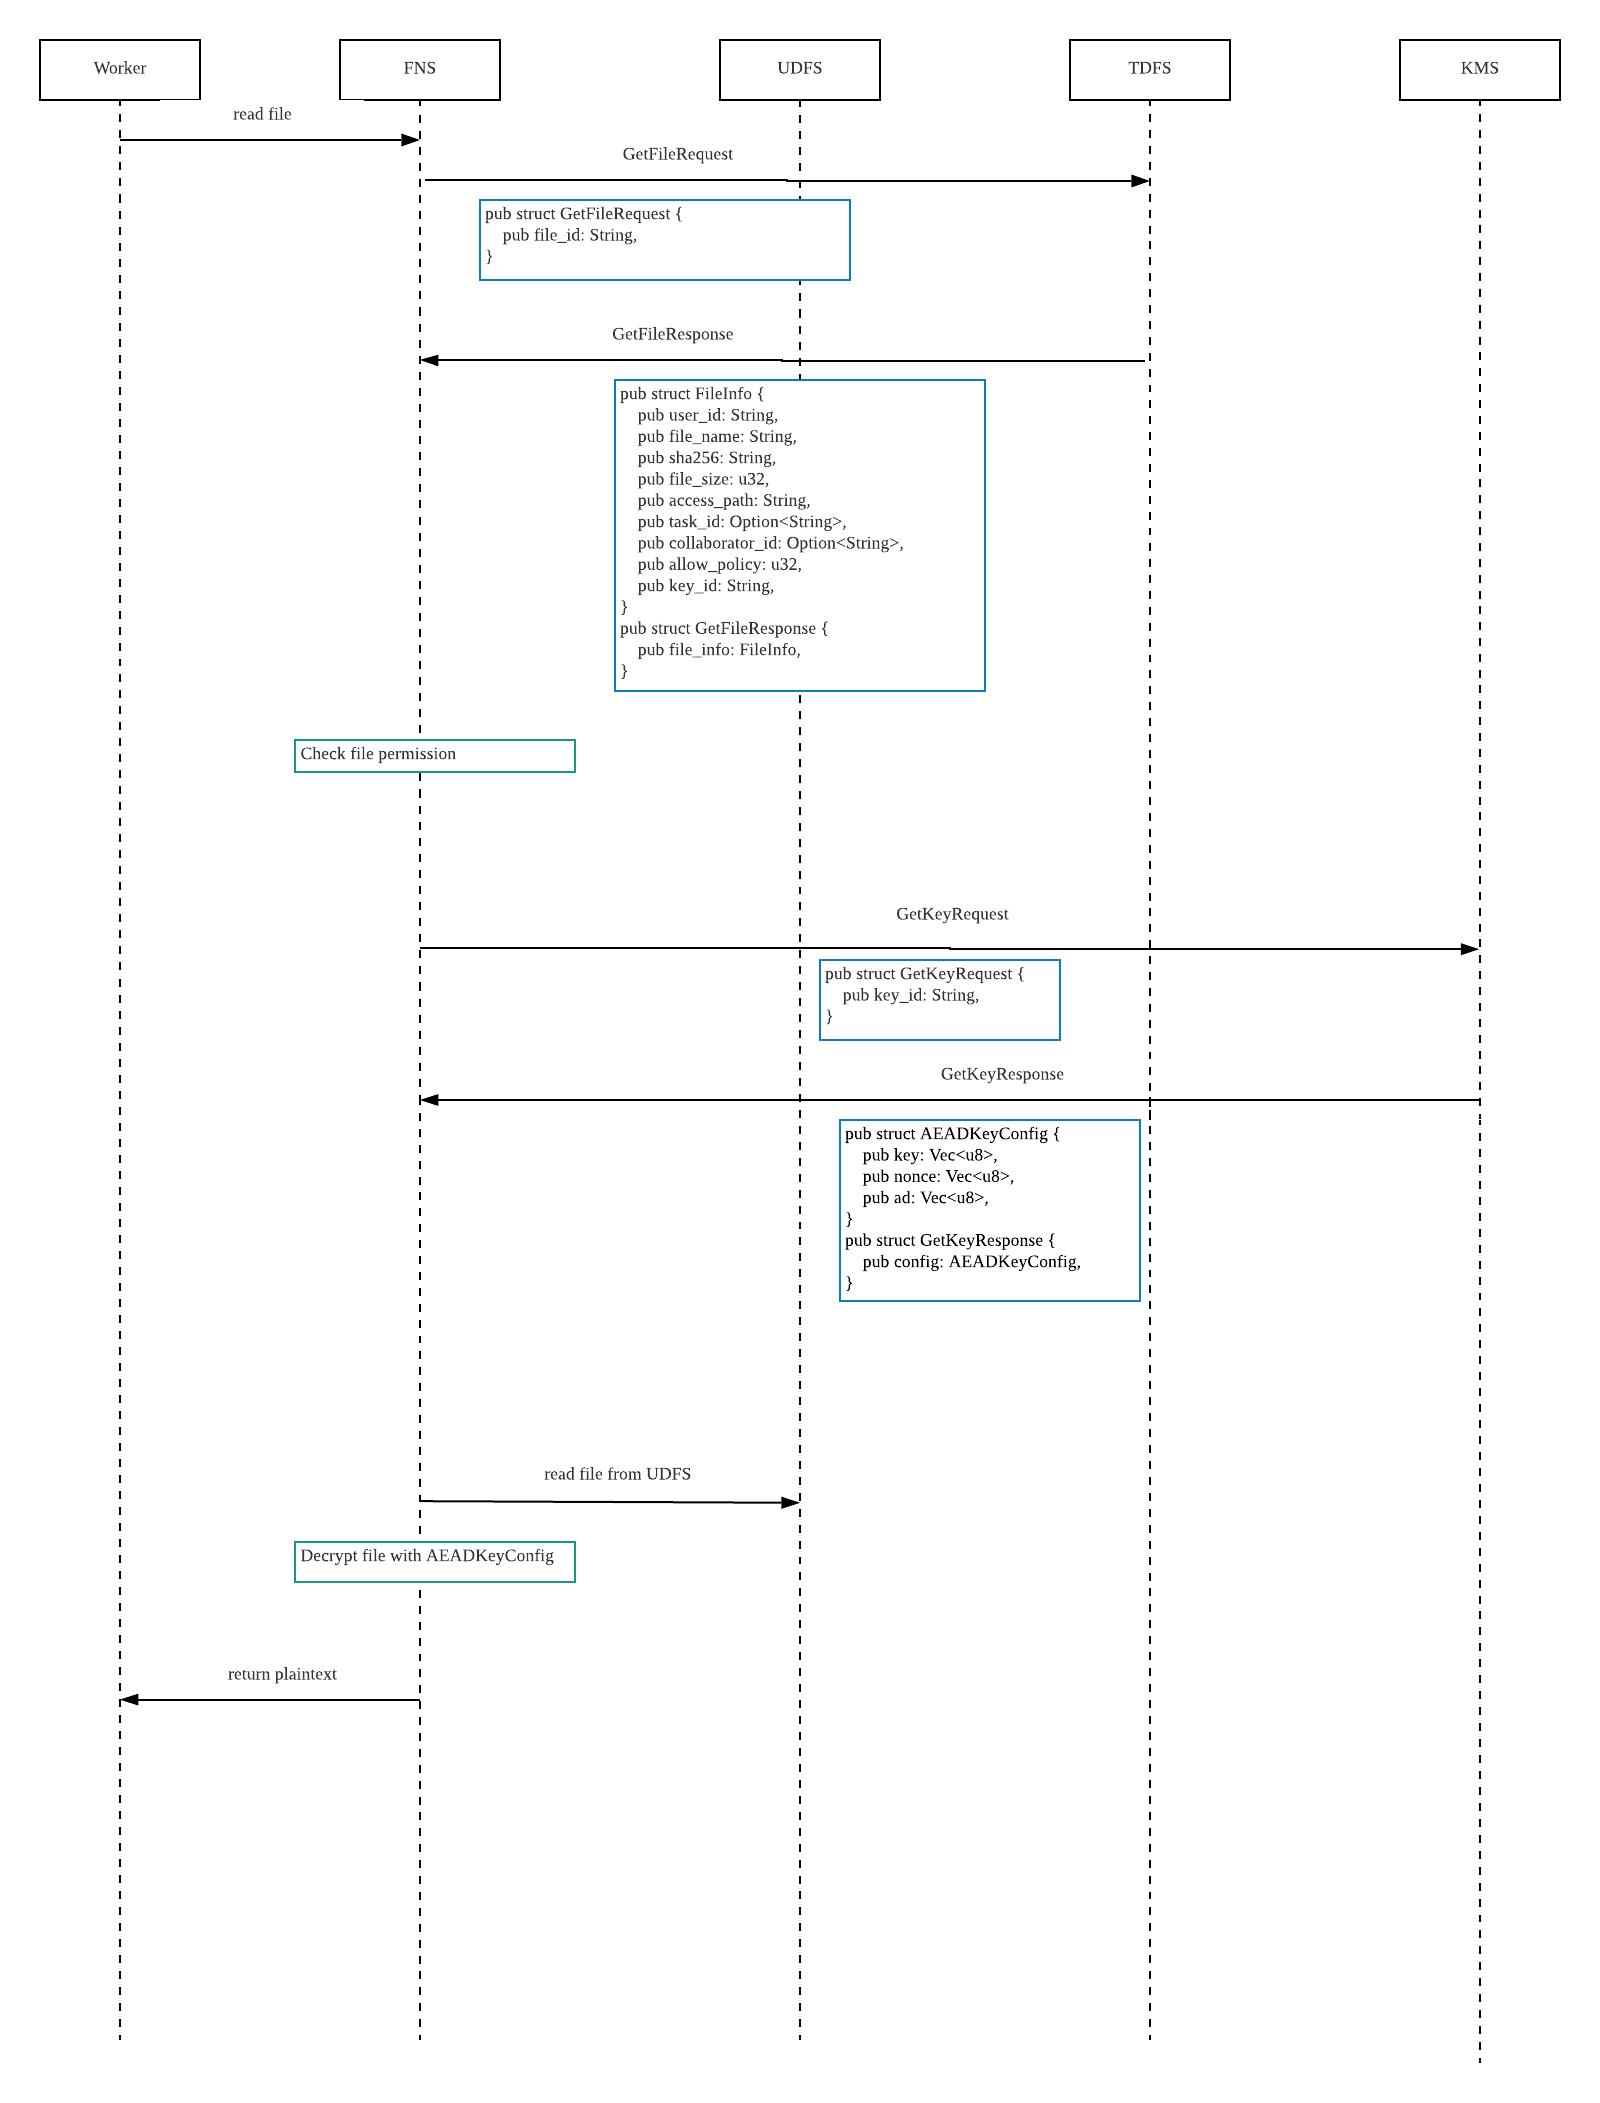 Worker
FNS
UDFS
TDFS
KMS
read file
GetFileRequest
pub struct GetFileRequest {
    pub file_id: String,
}
GetFileResponse
pub struct FileInfo {
    pub user_id: String,
    pub file_name: String,
    pub sha256: String,
    pub file_size: u32,
    pub access_path: String,
    pub task_id: Option<String>,
    pub collaborator_id: Option<String>,
    pub allow_policy: u32,
    pub key_id: String,
}
pub struct GetFileResponse {
    pub file_info: FileInfo,
}
Check file permission
GetKeyRequest
pub struct GetKeyRequest {
    pub key_id: String,
}
GetKeyResponse
pub struct AEADKeyConfig {
    pub key: Vec<u8>,
    pub nonce: Vec<u8>,
    pub ad: Vec<u8>,
}
pub struct GetKeyResponse {
    pub config: AEADKeyConfig,
}
read file from UDFS
Decrypt file with AEADKeyConfig
return plaintext